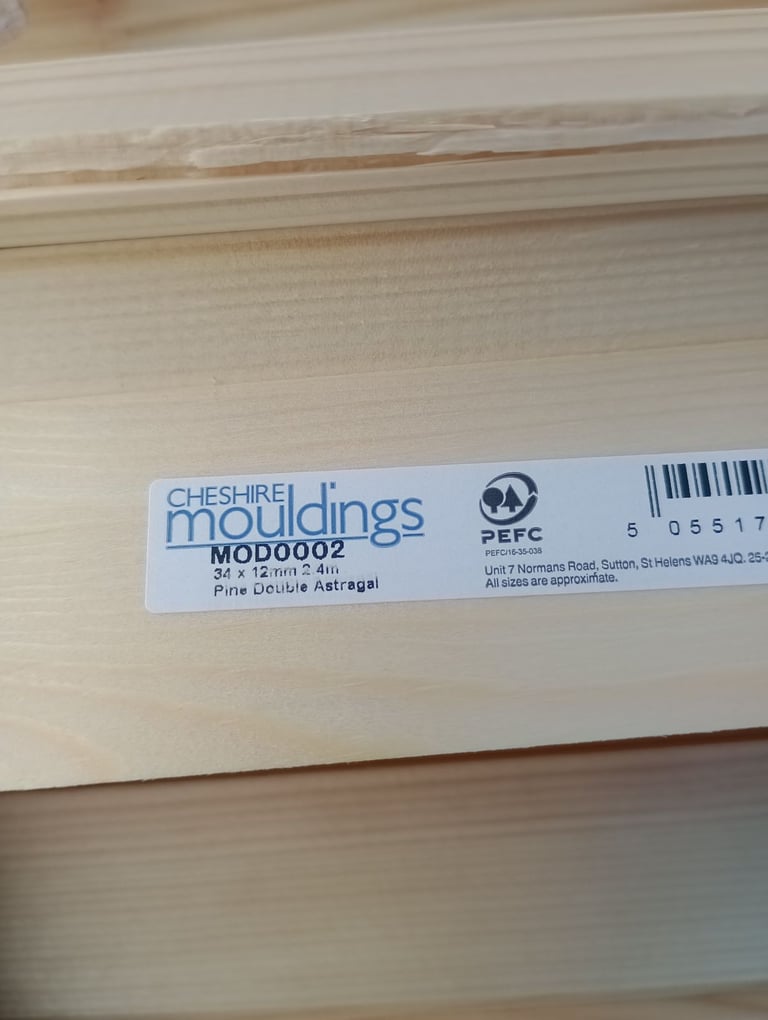 CHESHIRE
mouldings
MOD0002
34 x 12mm 2.4m
Pine Double Astragal
PEFC
PEFC/16-35-038
5 05517
Unit 7 Normans Road, Sutton, St Helens WA9 4JQ. 25-
All sizes are approximate.